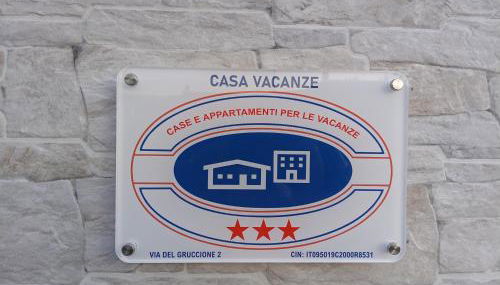 CASA VACANZE
CASE E APPARTAMENTI PER LE VACANZE
VIA DEL GRUCCIONE 2 CIN: IT095019C2000R8531